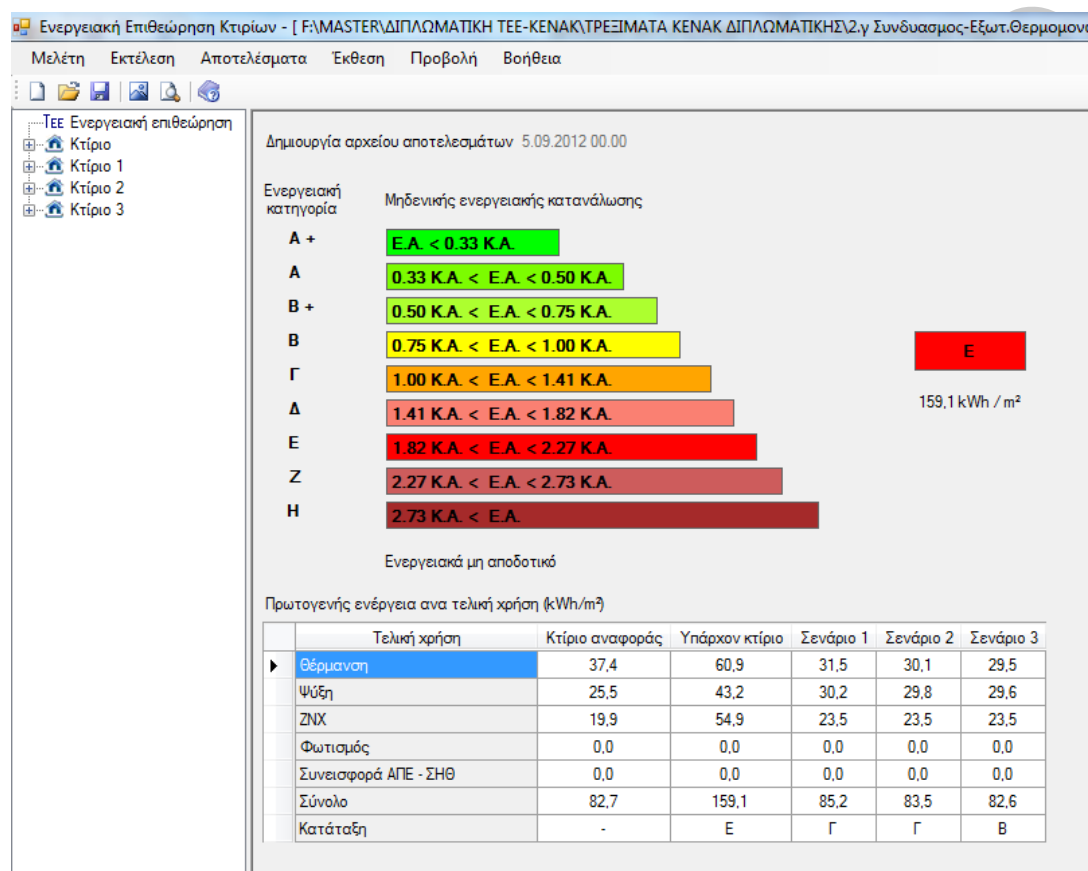 Ενεργειακή Επιθεώρηση Κτιρίων - [ F:\MASTER\ΔΙΠΛΩΜΑΤΙΚΗ ΤΕΕ-ΚΕΝΑΚ\ΤΡΕΞΙΜΑΤΑ ΚΕΝΑΚ ΔΙΠΛΩΜΑΤΙΚΗΣ\2.γ Συνδυασμος-Εξωτ.Θερμομονα
Μελέτη Εκτέλεση Αποτελέσματα Έκθεση Προβολή Βοήθεια
ΤΕΕ Ενεργειακή επιθεώρηση
Κτίριο
Κτίριο 1
Κτίριο 2
Κτίριο 3
Δημιουργία αρχείου αποτελεσμάτων 5.09.2012 00.00
Ενεργειακή
κατηγορία
Μηδενικής ενεργειακής κατανάλωσης
Α + Ε.Α. < 0.33 Κ.Α.
Α 0.33 Κ.Α. < Ε.Α. < 0.50 Κ.Α.
Β + 0.50 Κ.Α. < Ε.Α. < 0.75 Κ.Α.
Β 0.75 Κ.Α. < Ε.Α. < 1.00 Κ.Α.
Γ 1.00 Κ.Α. < Ε.Α. < 1.41 Κ.Α.
Δ 1.41 Κ.Α. < Ε.Α. < 1.82 Κ.Α.
Ε 1.82 Κ.Α. < Ε.Α. < 2.27 Κ.Α.
Ζ 2.27 Κ.Α. < Ε.Α. < 2.73 Κ.Α.
Η 2.73 Κ.Α. < Ε.Α.
Ε
159,1 kWh / m²
Ενεργειακά μη αποδοτικό
Πρωτογενής ενέργεια ανα τελική χρήση (kWh/m²)
Τελική χρήση Κτίριο αναφοράς Υπάρχον κτίριο Σενάριο 1 Σενάριο 2 Σενάριο 3
Θέρμανση 37,4 60,9 31,5 30,1 29,5
Ψύξη 25,5 43,2 30,2 29,8 29,6
ΖΝΧ 19,9 54,9 23,5 23,5 23,5
Φωτισμός 0,0 0,0 0,0 0,0 0,0
Συνεισφορά ΑΠΕ - ΣΗΘ 0,0 0,0 0,0 0,0 0,0
Σύνολο 82,7 159,1 85,2 83,5 82,6
Κατάταξη - Ε Γ Γ Β